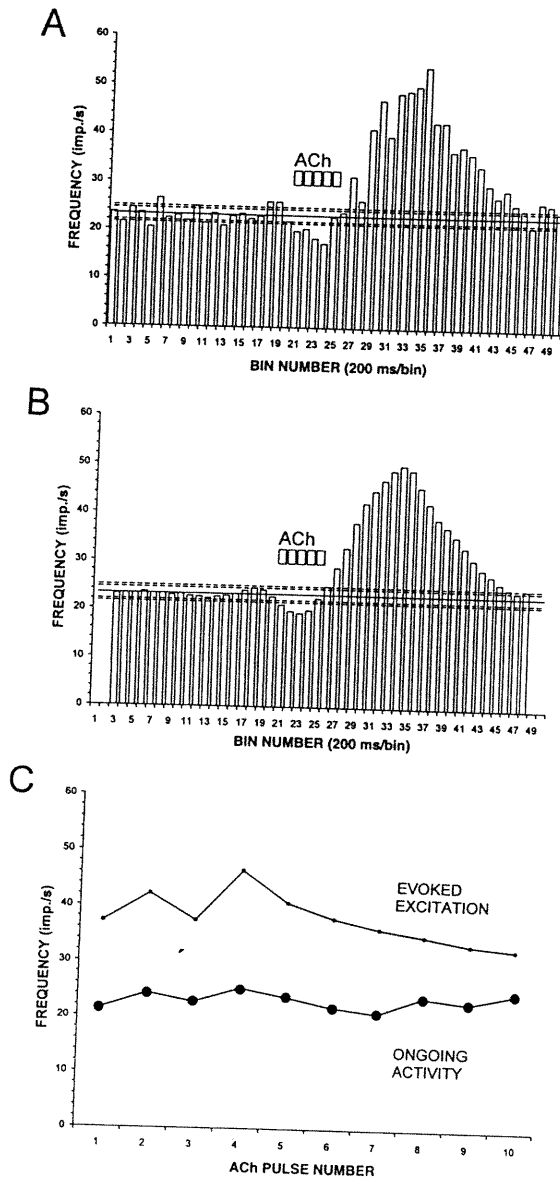 A
60
50
40
30
20
10
0
FREQUENCY (imp./s)
ACh
1 3 5 7 9 11 13 15 17 19 21 23 25 27 29 31 33 35 37 39 41 43 45 47 49
BIN NUMBER (200 ms/bin)
B
60
50
40
30
20
10
0
FREQUENCY (imp./s)
ACh
1 3 5 7 9 11 13 15 17 19 21 23 25 27 29 31 33 35 37 39 41 43 45 47 49
BIN NUMBER (200 ms/bin)
C
60
50
40
30
20
10
0
FREQUENCY (imp./s)
EVOKED
EXCITATION
ONGOING
ACTIVITY
1 2 3 4 5 6 7 8 9 10
ACh PULSE NUMBER